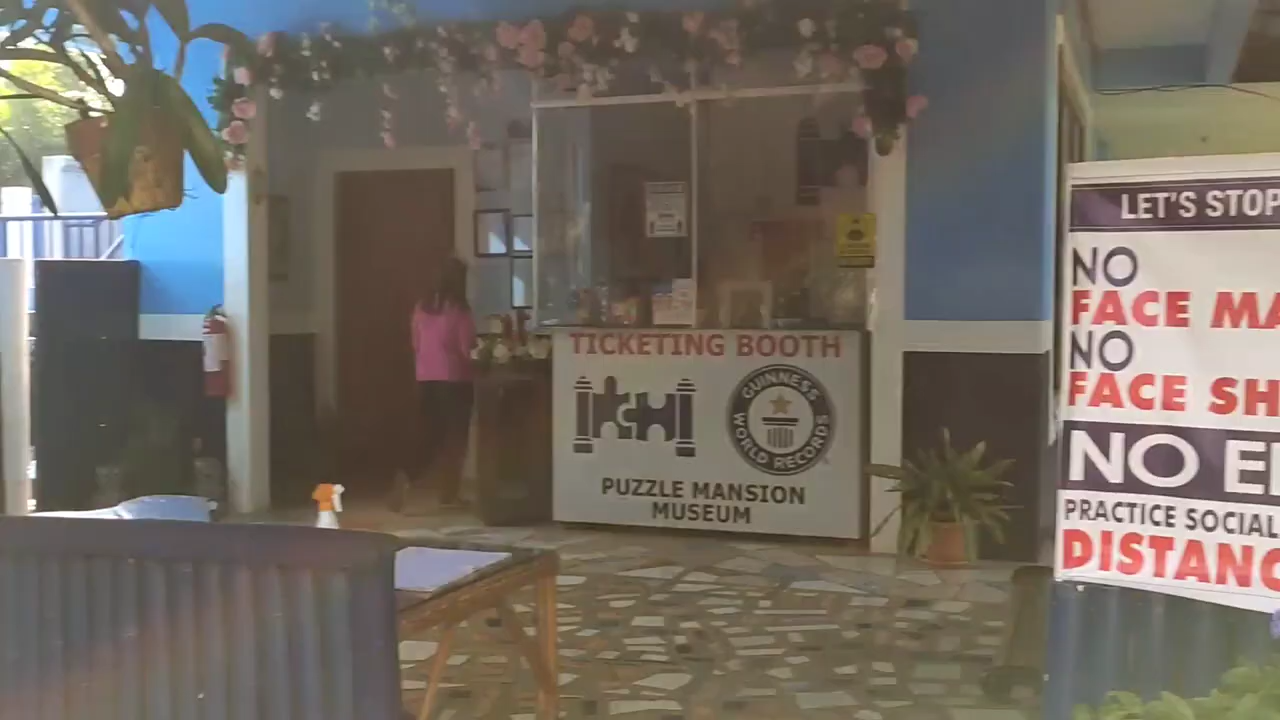 TICKETING BOOTH
GUINNESS
WORLD RECORDS
PUZZLE MANSION
MUSEUM
LET'S STOP
NO
FACE MA
NO
FACE SH
NO E
PRACTICE SOCIAL
DISTANC